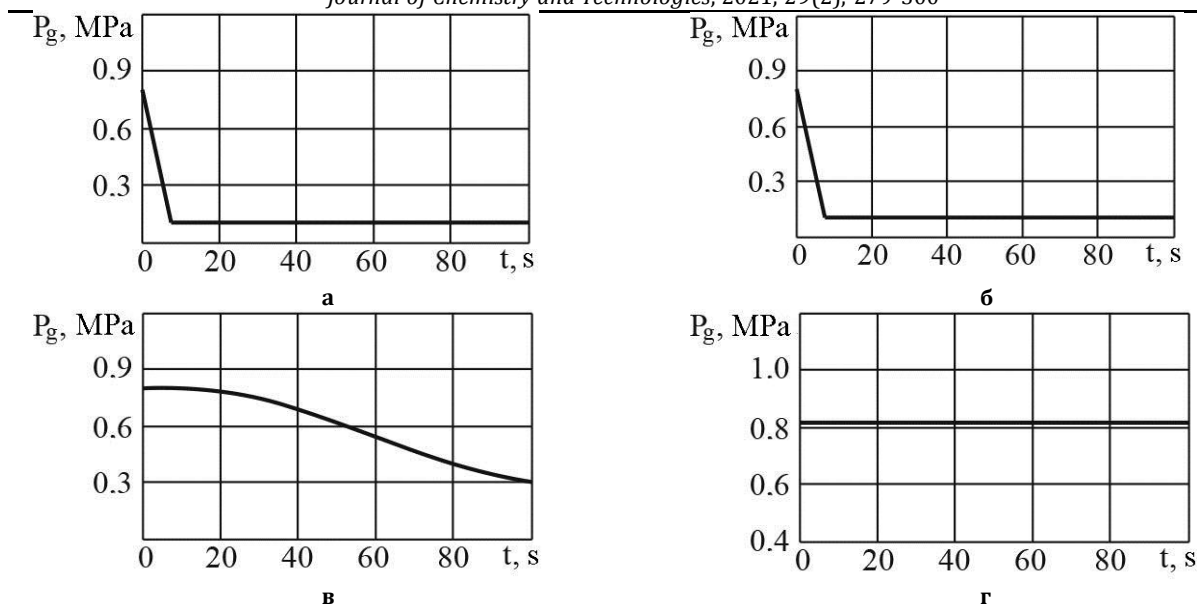 Journal of Chemistry and Technologies, 2021, 29(2), 279-300
Pg, MPa
0.9
0.6
0.3
0 20 40 60 80 t, s
а
Pg, MPa
0.9
0.6
0.3
0 20 40 60 80 t, s
б
Pg, MPa
0.9
0.6
0.3
0 20 40 60 80 t, s
в
Pg, MPa
1.0
0.8
0.6
0.4
0 20 40 60 80 t, s
г